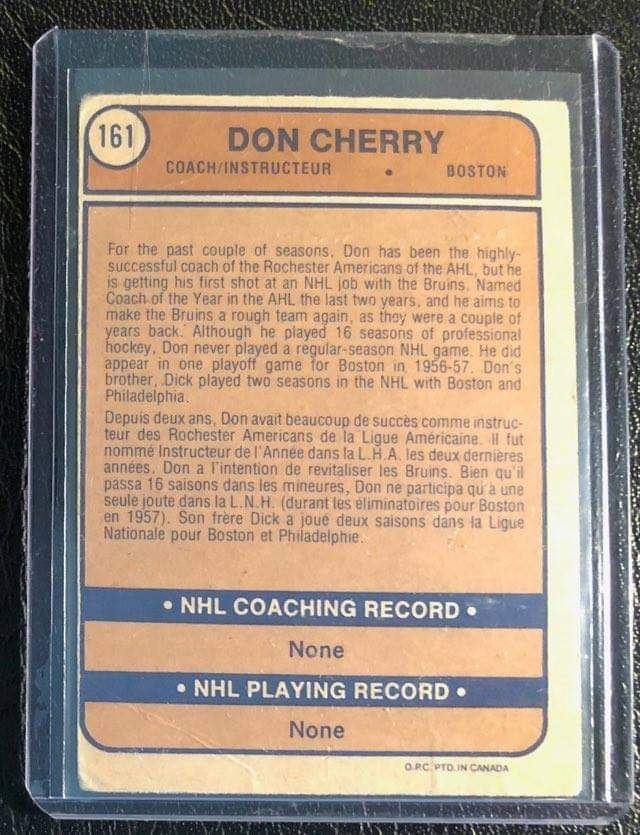 161
DON CHERRY
COACH/INSTRUCTEUR • BOSTON
For the past couple of seasons, Don has been the highly-
successful coach of the Rochester Americans of the AHL, but he
is getting his first shot at an NHL job with the Bruins. Named
Coach of the Year in the AHL the last two years, and he aims to
make the Bruins a rough team again, as they were a couple of
years back. Although he played 16 seasons of professional
hockey, Don never played a regular-season NHL game. He did
appear in one playoff game for Boston in 1956-57. Don's
brother, Dick played two seasons in the NHL with Boston and
Philadelphia.
Depuis deux ans, Don avait beaucoup de succès comme instruc-
teur des Rochester Americans de la Ligue Américaine. Il fut
nommé Instructeur de l'Année dans la L.H.A. les deux dernières
années. Don a l'intention de revitaliser les Bruins. Bien qu'il
passa 16 saisons dans les mineures, Don ne participa qu'à une
seule joute dans la L.N.H. (durant les eliminatoires pour Boston
en 1957). Son frère Dick a joué deux saisons dans la Ligue
Nationale pour Boston et Philadelphie.
• NHL COACHING RECORD •
None
• NHL PLAYING RECORD •
None
O.P.C. PTD. IN CANADA